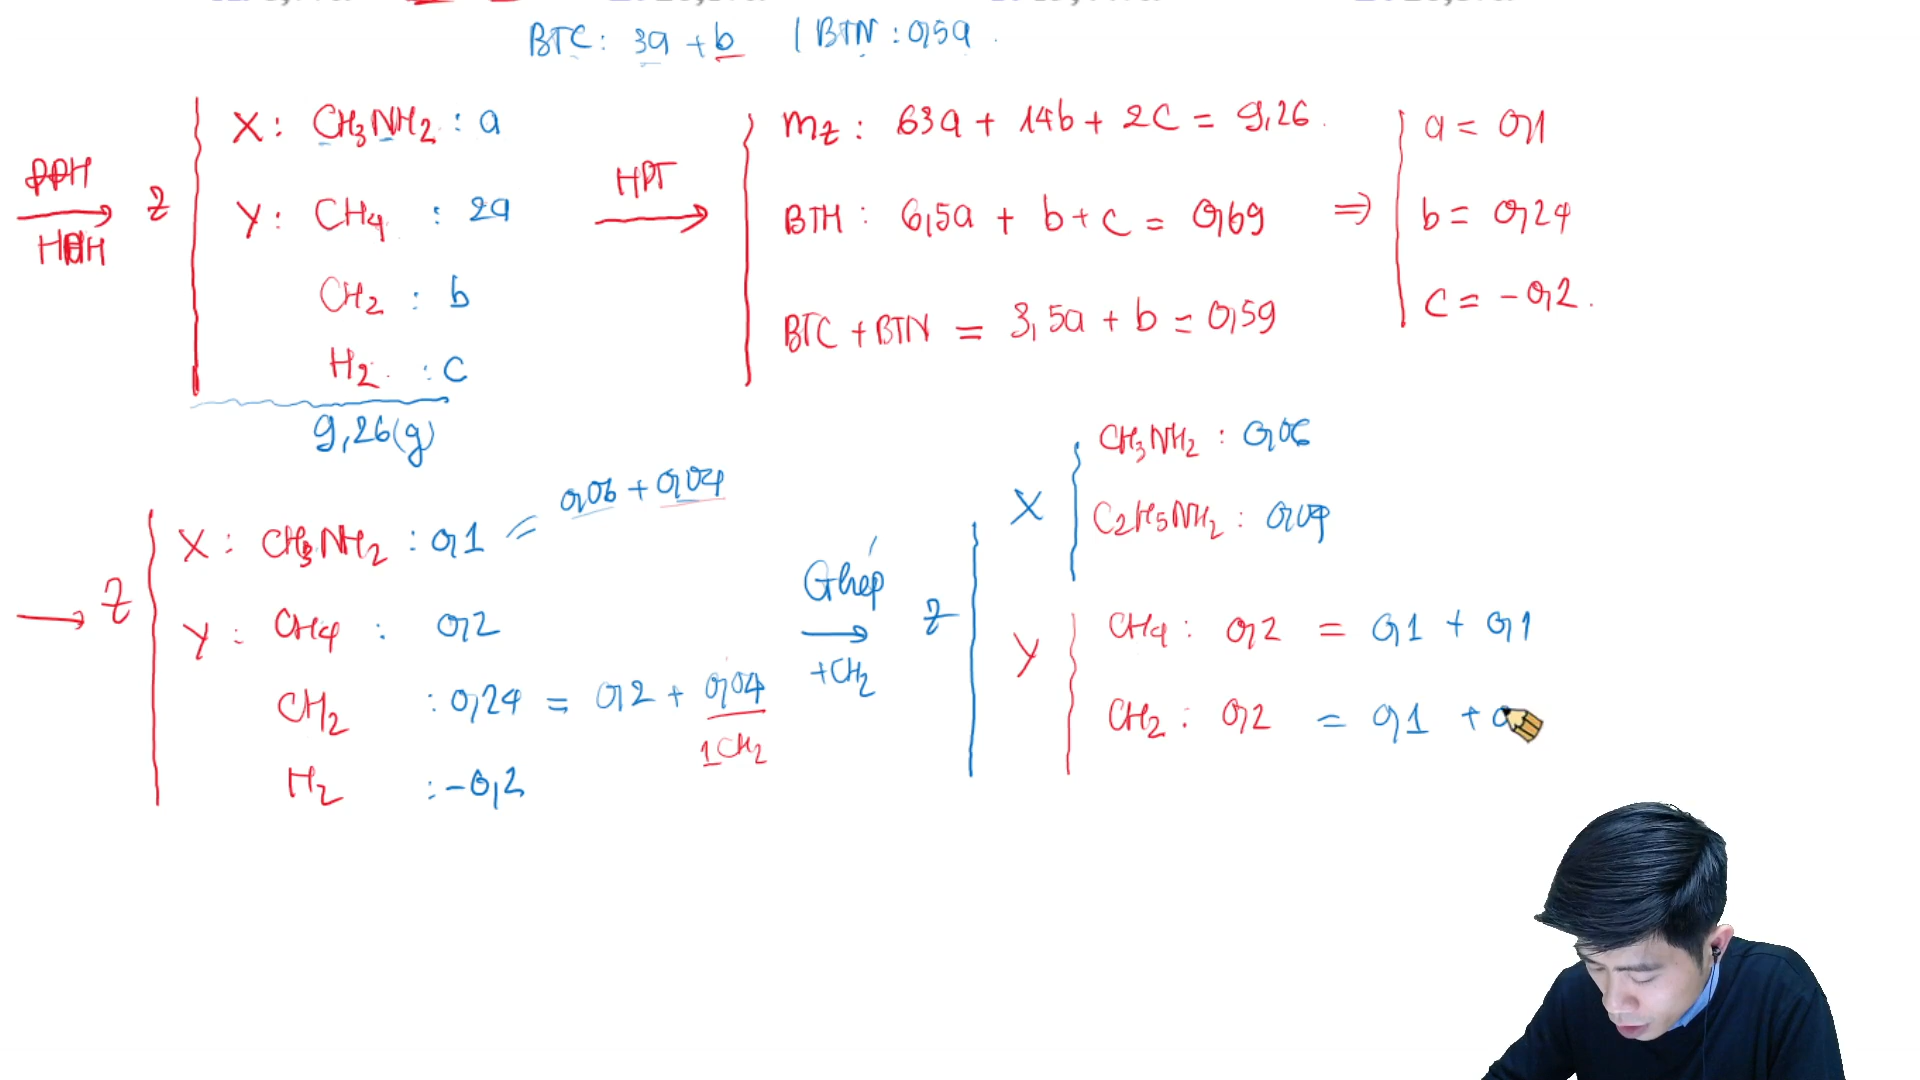 BTC: 3a + b | BTN: 0,5a
PPH
HĐH
Z
X: CH3NH2 : a
Y: CH4 : 2a
CH2 : b
H2 : c
9,26(g)
HPT
mZ: 63a + 14b + 2c = 9,26
BTH: 6,5a + b + c = 0,69
BTC + BTN = 3,5a + b = 0,59
=> a = 0,1
b = 0,24
c = -0,2
Z
X: CH3NH2 : 0,1 = 0,06 + 0,04
Y: CH4 : 0,2
CH2 : 0,24 = 0,2 + 0,04
1CH2
H2 : -0,2
Ghép
+CH2
Z
X
CH3NH2 : 0,06
C2H5NH2 : 0,04
Y
CH4 : 0,2 = 0,1 + 0,1
CH2 : 0,2 = 0,1 + 0